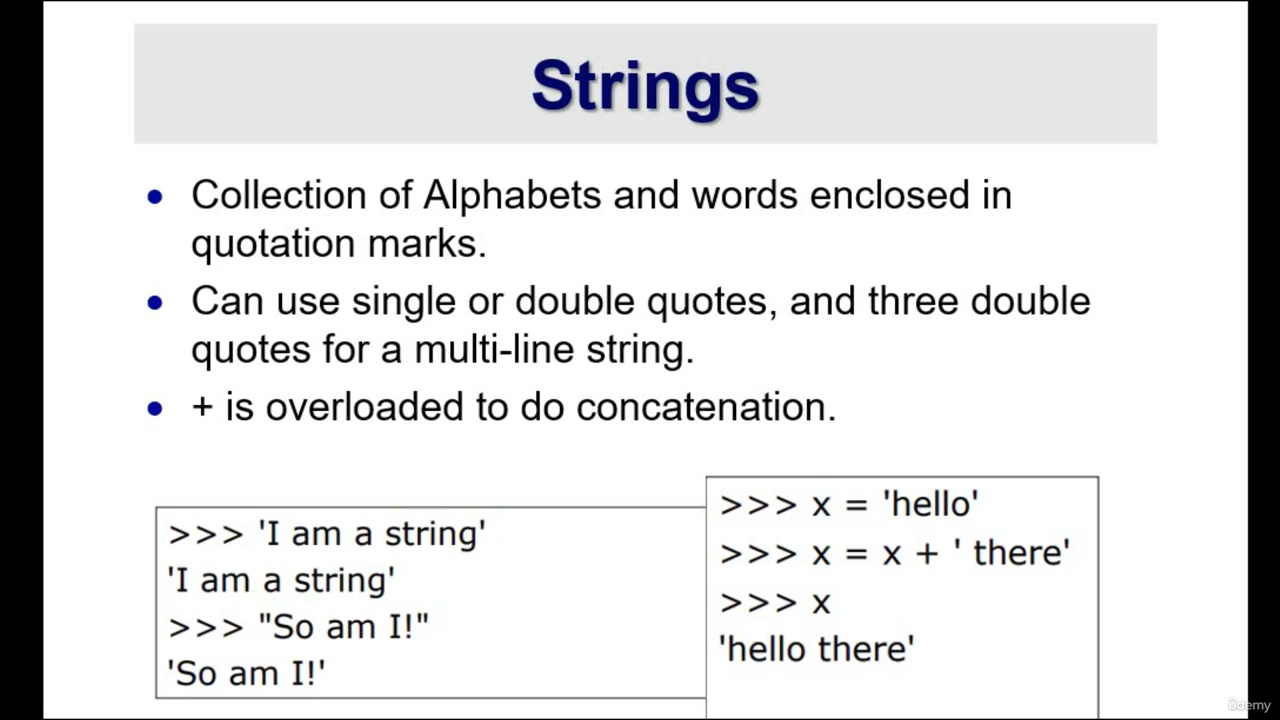 Strings
• Collection of Alphabets and words enclosed in
quotation marks.
• Can use single or double quotes, and three double
quotes for a multi-line string.
• + is overloaded to do concatenation.
>>> 'I am a string'
'I am a string'
>>> "So am I!"
'So am I!'
>>> x = 'hello'
>>> x = x + ' there'
>>> x
'hello there'
ûdemy